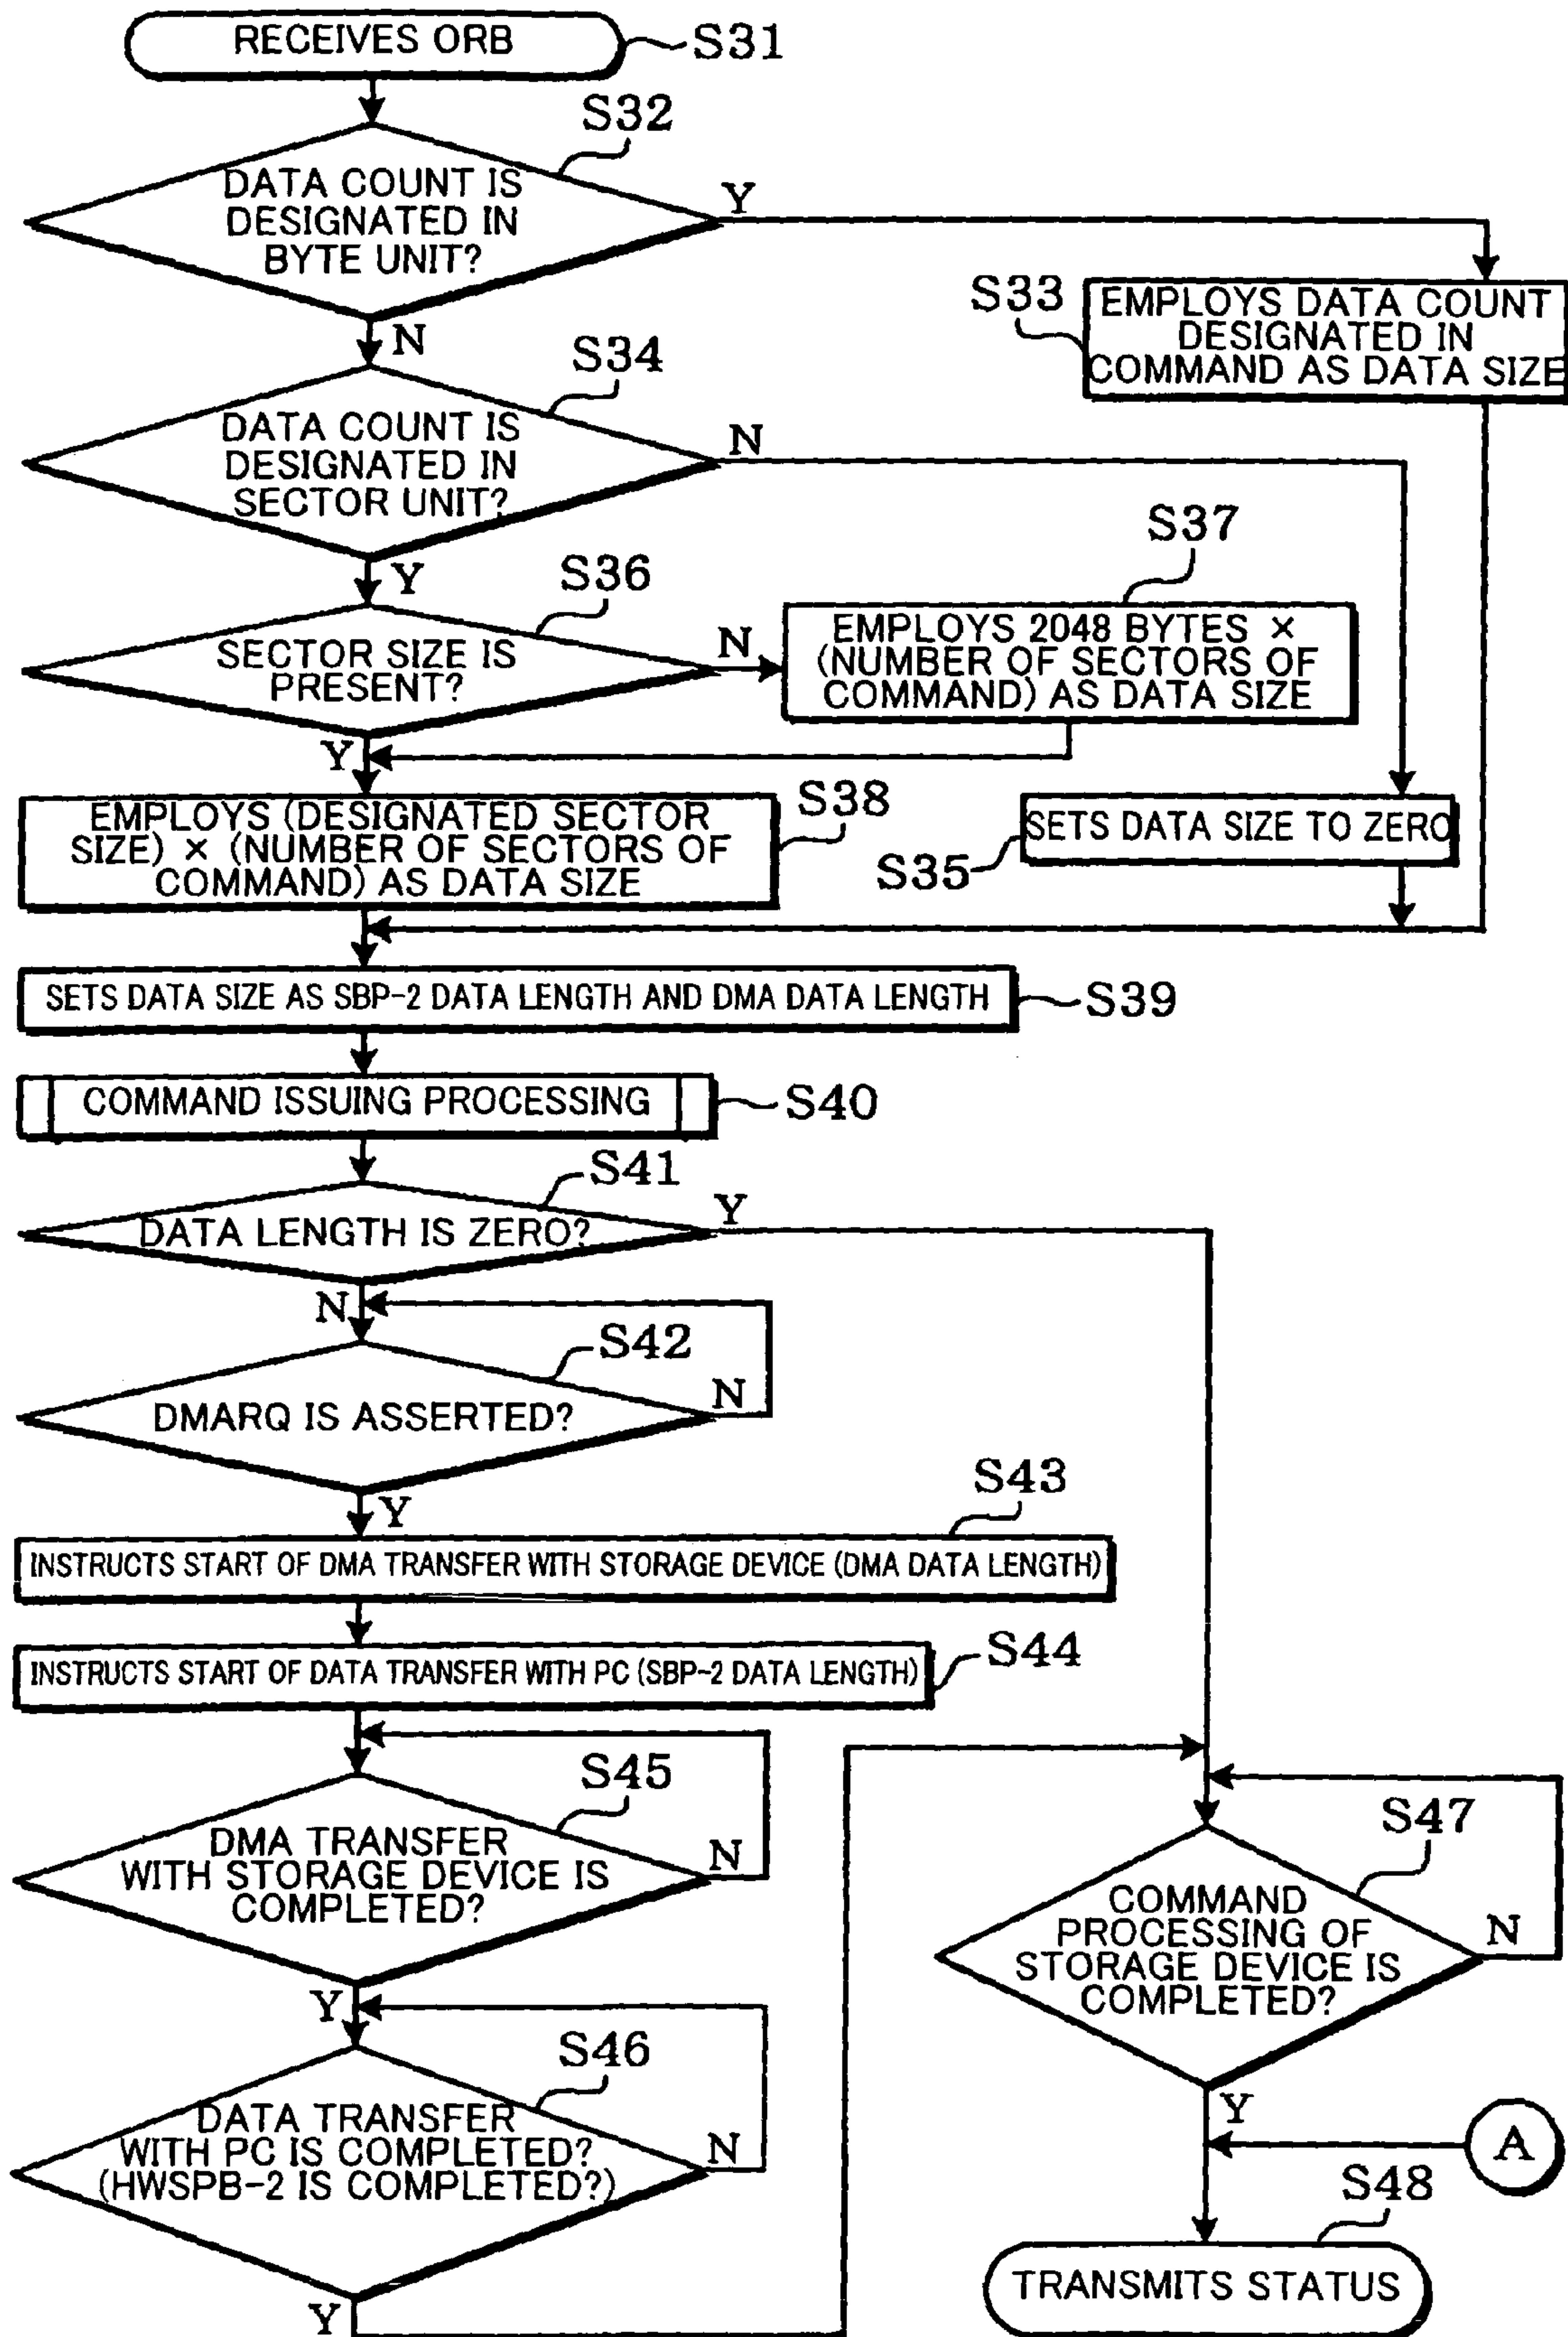 RECEIVES ORB
S31
S32
DATA COUNT IS
DESIGNATED IN
BYTE UNIT?
Y
N
S33
EMPLOYS DATA COUNT
DESIGNATED IN
COMMAND AS DATA SIZE
S34
DATA COUNT IS
DESIGNATED IN
SECTOR UNIT?
N
Y
S36
SECTOR SIZE IS
PRESENT?
N
Y
S37
EMPLOYS 2048 BYTES ×
(NUMBER OF SECTORS OF
COMMAND) AS DATA SIZE
EMPLOYS (DESIGNATED SECTOR
SIZE) × (NUMBER OF SECTORS OF
COMMAND) AS DATA SIZE
S38
SETS DATA SIZE TO ZERO
S35
SETS DATA SIZE AS SBP-2 DATA LENGTH AND DMA DATA LENGTH
S39
COMMAND ISSUING PROCESSING
S40
S41
DATA LENGTH IS ZERO?
Y
N
S42
DMARQ IS ASSERTED?
N
Y
S43
INSTRUCTS START OF DMA TRANSFER WITH STORAGE DEVICE (DMA DATA LENGTH)
INSTRUCTS START OF DATA TRANSFER WITH PC (SBP-2 DATA LENGTH)
S44
S45
DMA TRANSFER
WITH STORAGE DEVICE IS
COMPLETED?
N
Y
S46
DATA TRANSFER
WITH PC IS COMPLETED?
(HWSPB-2 IS COMPLETED?)
N
Y
S47
COMMAND
PROCESSING OF
STORAGE DEVICE IS
COMPLETED?
N
Y
A
S48
TRANSMITS STATUS